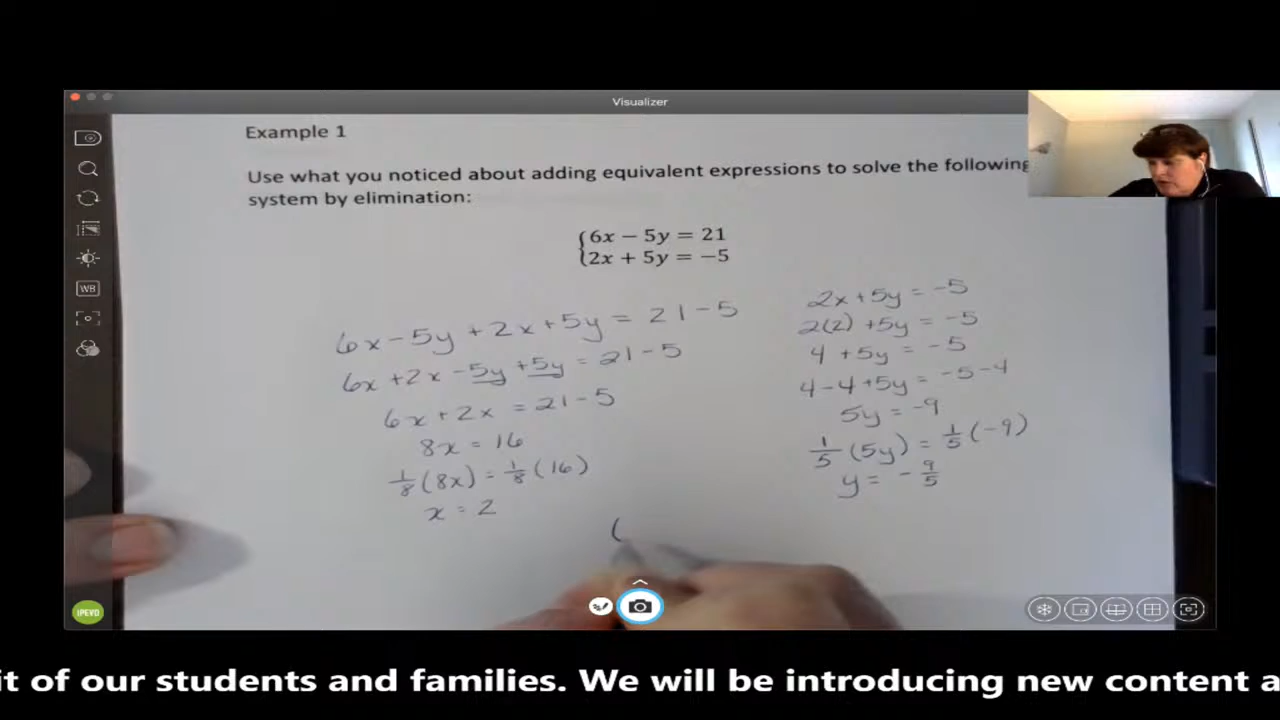 Visualizer
Example 1
Use what you noticed about adding equivalent expressions to solve the following
system by elimination:
6x − 5y = 21
2x + 5y = −5
6x - 5y + 2x + 5y = 21 - 5
6x + 2x - 5y + 5y = 21 - 5
6x + 2x = 21 - 5
8x = 16
1/8 (8x) = 1/8 (16)
x = 2
2x + 5y = -5
2(2) + 5y = -5
4 + 5y = -5
4 - 4 + 5y = -5 - 4
5y = -9
1/5 (5y) = 1/5 (-9)
y = - 9/5
(
WB
IPEVO
it of our students and families. We will be introducing new content a